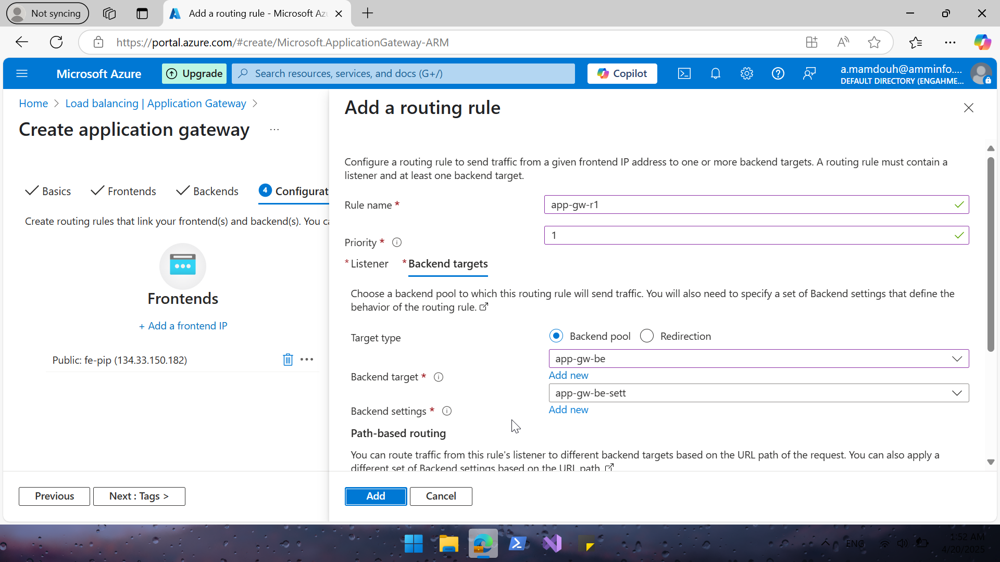 Not syncing
Add a routing rule - Microsoft Az
https://portal.azure.com/#create/Microsoft.ApplicationGateway-ARM
Microsoft Azure
Upgrade
Search resources, services, and docs (G+/)
Copilot
a.mamdouh@amminfo....
DEFAULT DIRECTORY (ENGAHME...
Home > Load balancing | Application Gateway >
Create application gateway ...
Basics
Frontends
Backends
4 Configurat
Create routing rules that link your frontend(s) and backend(s). You ca
Frontends
+ Add a frontend IP
Public: fe-pip (134.33.150.182)
Previous
Next : Tags >
Add a routing rule
Configure a routing rule to send traffic from a given frontend IP address to one or more backend targets. A routing rule must contain a
listener and at least one backend target.
Rule name *
app-gw-r1
Priority *
1
* Listener
* Backend targets
Choose a backend pool to which this routing rule will send traffic. You will also need to specify a set of Backend settings that define the
behavior of the routing rule.
Target type
Backend pool
Redirection
app-gw-be
Backend target *
Add new
app-gw-be-sett
Backend settings *
Add new
Path-based routing
You can route traffic from this rule's listener to different backend targets based on the URL path of the request. You can also apply a
different set of Backend settings based on the URL path.
Add
Cancel
ENG
1:52 AM
4/20/2025